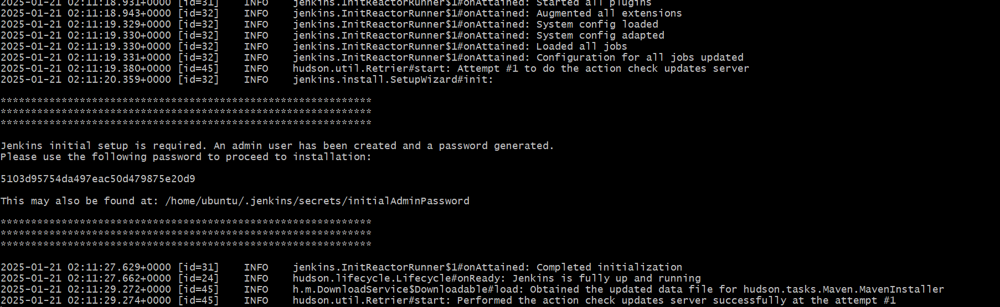 2025-01-21 02:11:18.931+0000 [id=31] INFO jenkins.InitReactorRunner$1#onAttained: Started all plugins
2025-01-21 02:11:18.943+0000 [id=32] INFO jenkins.InitReactorRunner$1#onAttained: Augmented all extensions
2025-01-21 02:11:19.329+0000 [id=32] INFO jenkins.InitReactorRunner$1#onAttained: System config loaded
2025-01-21 02:11:19.330+0000 [id=32] INFO jenkins.InitReactorRunner$1#onAttained: System config adapted
2025-01-21 02:11:19.330+0000 [id=32] INFO jenkins.InitReactorRunner$1#onAttained: Loaded all jobs
2025-01-21 02:11:19.331+0000 [id=32] INFO jenkins.InitReactorRunner$1#onAttained: Configuration for all jobs updated
2025-01-21 02:11:19.380+0000 [id=45] INFO hudson.util.Retrier#start: Attempt #1 to do the action check updates server
2025-01-21 02:11:20.359+0000 [id=32] INFO jenkins.install.SetupWizard#init:
*************************************************************
*************************************************************
*************************************************************
Jenkins initial setup is required. An admin user has been created and a password generated.
Please use the following password to proceed to installation:
5103d95754da497eac50d479875e20d9
This may also be found at: /home/ubuntu/.jenkins/secrets/initialAdminPassword
*************************************************************
*************************************************************
*************************************************************
2025-01-21 02:11:27.629+0000 [id=31] INFO jenkins.InitReactorRunner$1#onAttained: Completed initialization
2025-01-21 02:11:27.662+0000 [id=24] INFO hudson.lifecycle.Lifecycle#onReady: Jenkins is fully up and running
2025-01-21 02:11:29.272+0000 [id=45] INFO h.m.DownloadService$Downloadable#load: Obtained the updated data file for hudson.tasks.Maven.MavenInstaller
2025-01-21 02:11:29.274+0000 [id=45] INFO hudson.util.Retrier#start: Performed the action check updates server successfully at the attempt #1